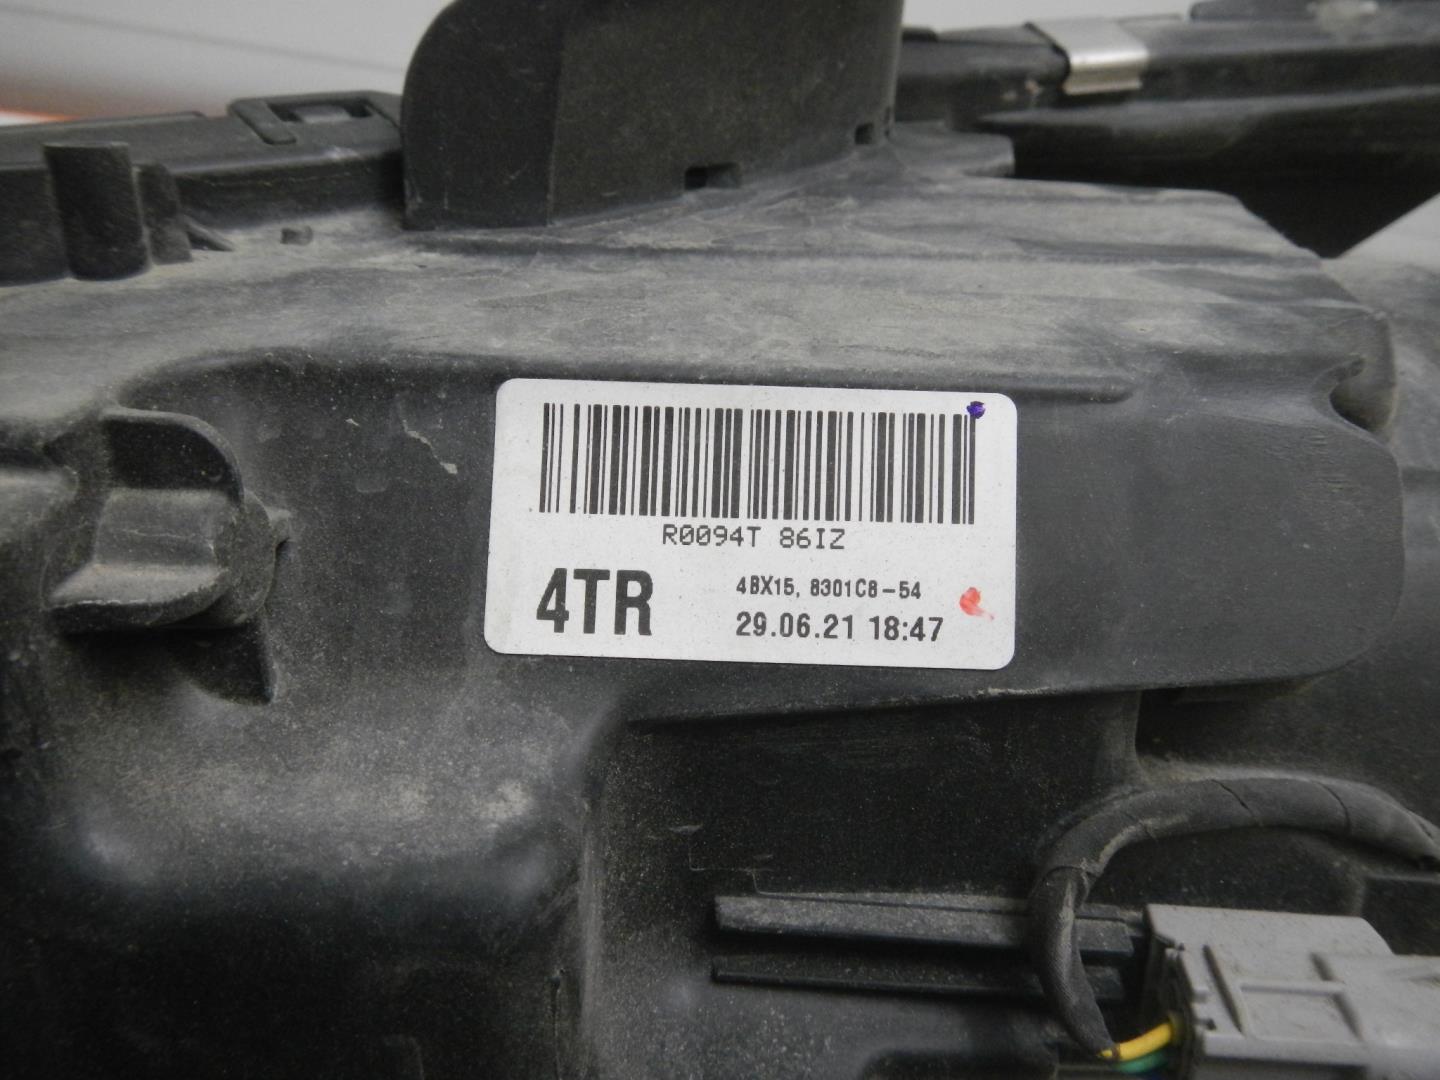 R0094T 86IZ
4TR
4BX15, 8301C8-54
29.06.21 18:47